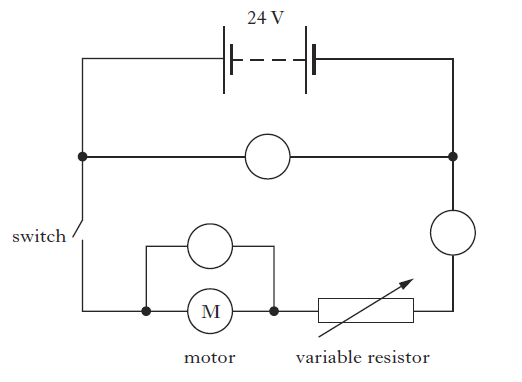 24 V
switch
M
motor
variable resistor